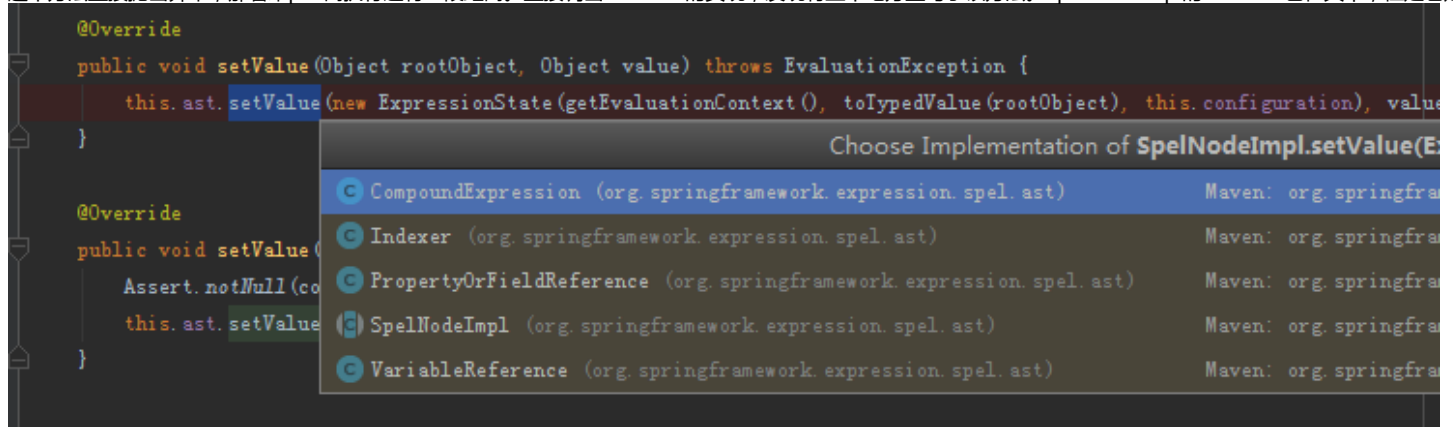 @Override
public void setValue(Object rootObject, Object value) throws EvaluationException {
this.ast.setValue(new ExpressionState(getEvaluationContext(), toTypedValue(rootObject), this.configuration), value
}
Choose Implementation of SpelNodeImpl.setValue(Ex
CompoundExpression (org.springframework.expression.spel.ast) Maven: org.springfra
@Override
Indexer (org.springframework.expression.spel.ast) Maven: org.springfra
public void setValue(
PropertyOrFieldReference (org.springframework.expression.spel.ast) Maven: org.springfra
Assert.notNull(co
SpelNodeImpl (org.springframework.expression.spel.ast) Maven: org.springfra
this.ast.setValue
VariableReference (org.springframework.expression.spel.ast) Maven: org.springfra
}